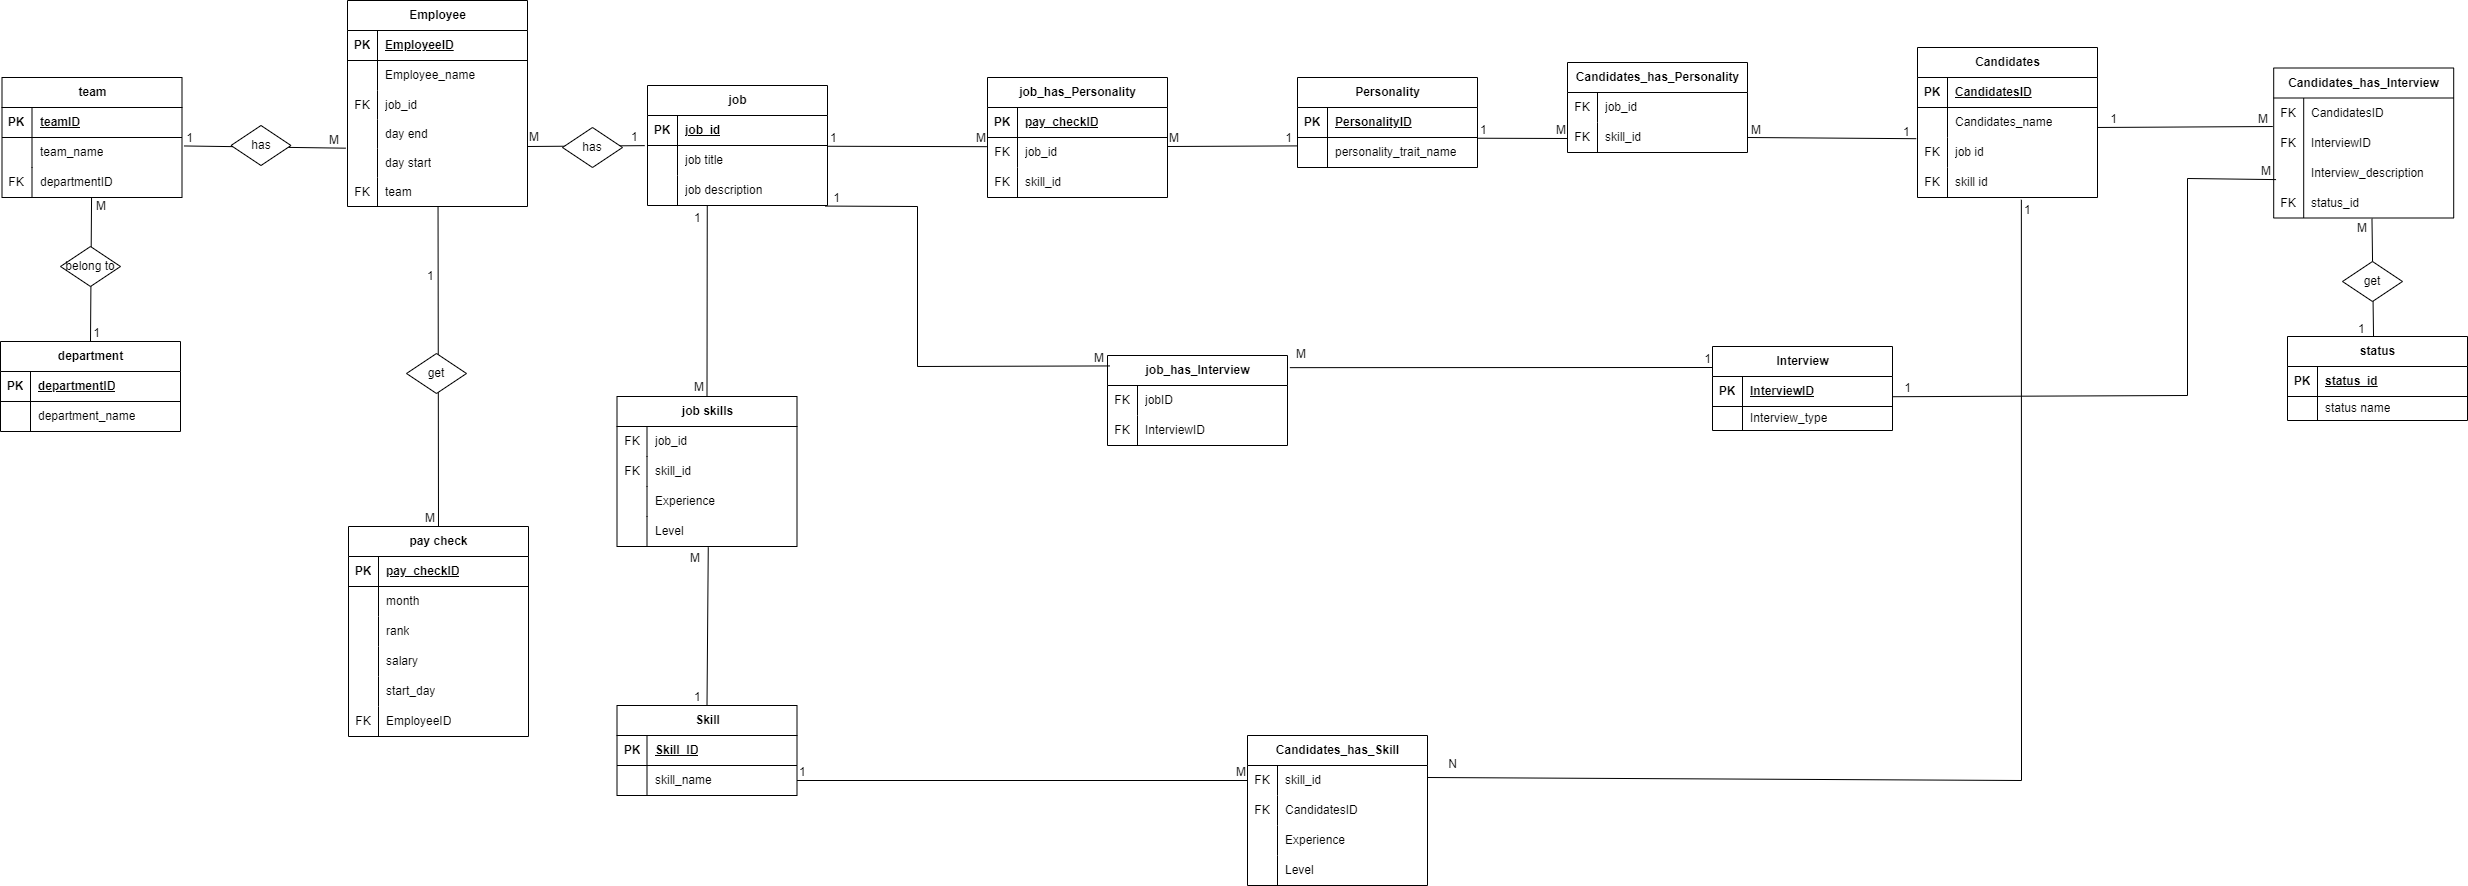 Employee
PK EmployeeID
Employee_name
FK job_id
day end
day start
FK team
team
PK teamID
team_name
FK departmentID
1
has
M
M
has
1
job
PK job_id
job title
job description
1
M
job_has_Personality
PK pay_checkID
FK job_id
FK skill_id
M
1
Personality
PK PersonalityID
personality_trait_name
1
M
Candidates_has_Personality
FK job_id
FK skill_id
M
1
Candidates
PK CandidatesID
Candidates_name
FK job id
FK skill id
1
M
Candidates_has_Interview
FK CandidatesID
FK InterviewID
Interview_description
FK status_id
M
M
belong to
1
department
PK departmentID
department_name
1
get
M
pay check
PK pay_checkID
month
rank
salary
start_day
FK EmployeeID
1
M
job skills
FK job_id
FK skill_id
Experience
Level
M
1
Skill
PK Skill_ID
skill_name
1
M
job_has_Interview
FK jobID
FK InterviewID
M
1
Interview
PK InterviewID
Interview_type
1
M
get
1
status
PK status_id
status name
1
1
M
Candidates_has_Skill
FK skill_id
FK CandidatesID
Experience
Level
N